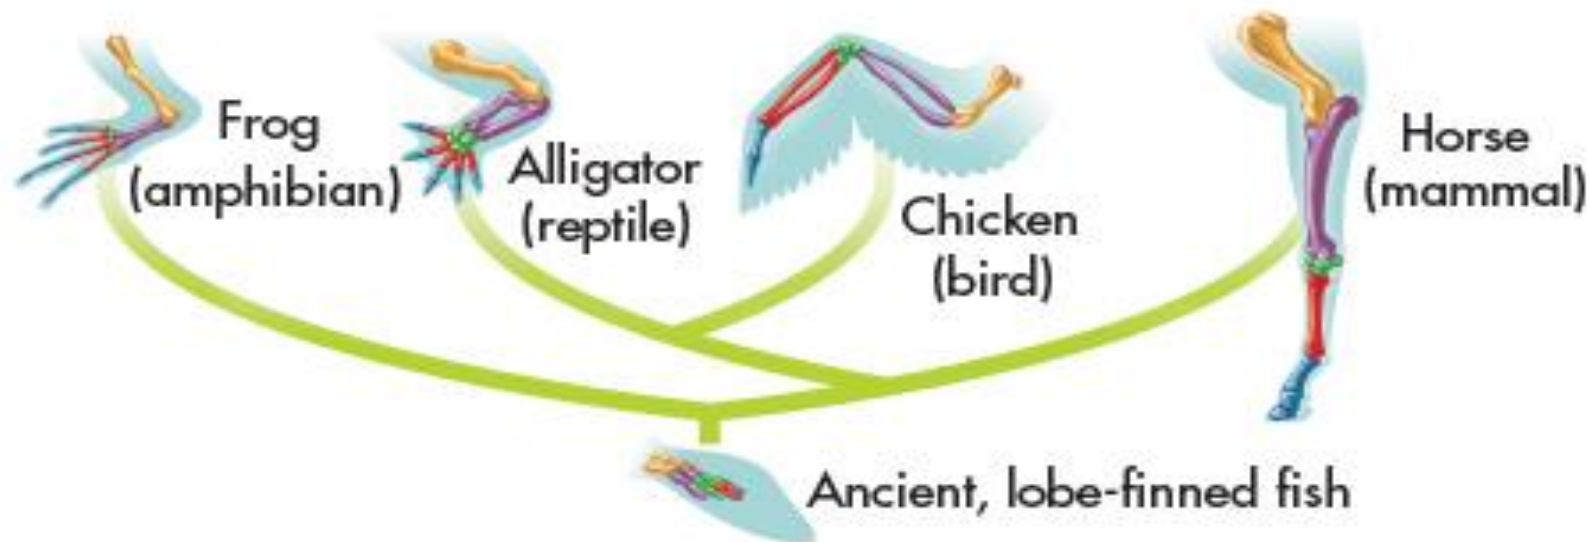 Frog
(amphibian)
Alligator
(reptile)
Chicken
(bird)
Horse
(mammal)
Ancient, lobe-finned fish